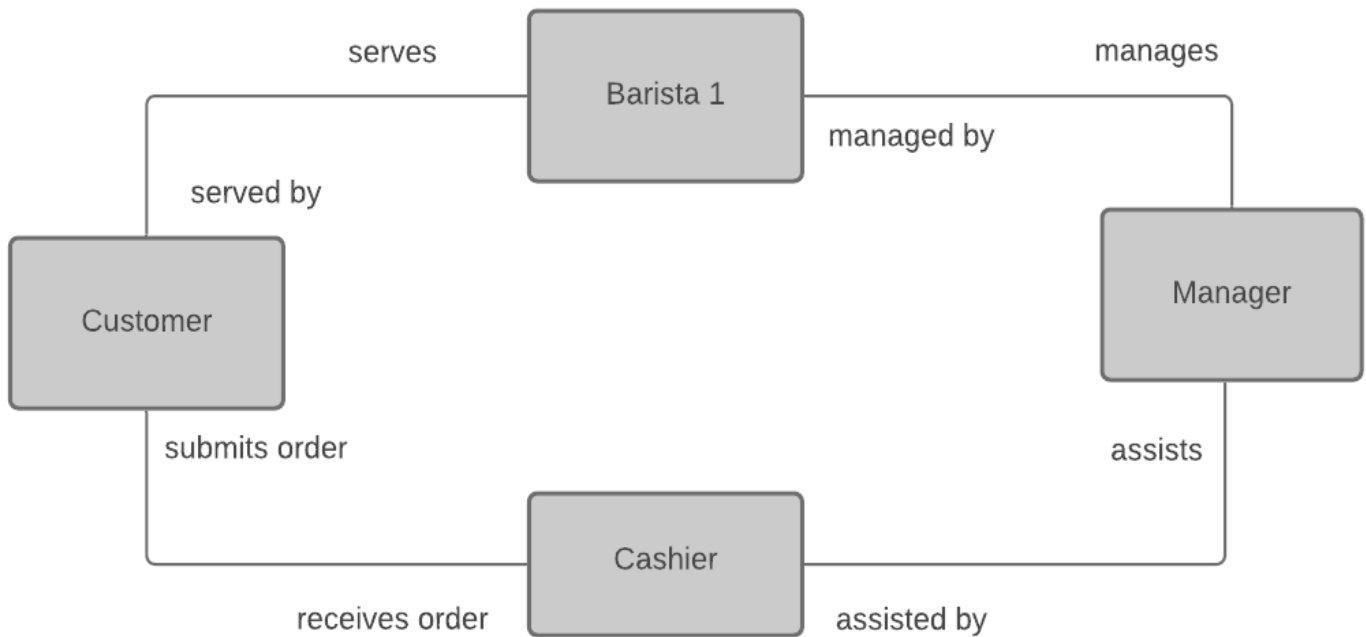 serves
Barista 1
manages
managed by
served by
Customer
Manager
submits order
assists
Cashier
receives order
assisted by